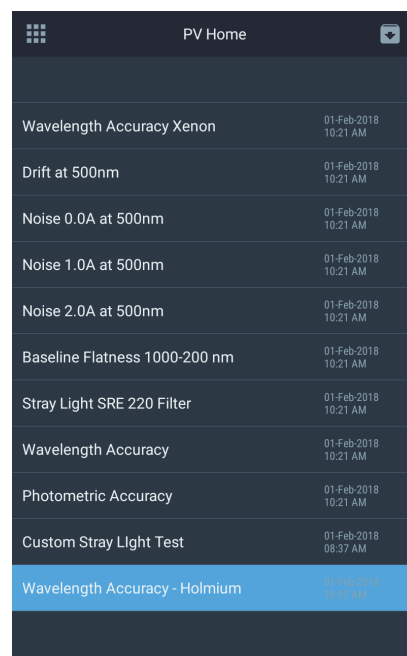 PV Home
Wavelength Accuracy Xenon
01-Feb-2018
10:21 AM
Drift at 500nm
01-Feb-2018
10:21 AM
Noise 0.0A at 500nm
01-Feb-2018
10:21 AM
Noise 1.0A at 500nm
01-Feb-2018
10:21 AM
Noise 2.0A at 500nm
01-Feb-2018
10:21 AM
Baseline Flatness 1000-200 nm
01-Feb-2018
10:21 AM
Stray Light SRE 220 Filter
01-Feb-2018
10:21 AM
Wavelength Accuracy
01-Feb-2018
10:21 AM
Photometric Accuracy
01-Feb-2018
10:21 AM
Custom Stray LIght Test
01-Feb-2018
08:37 AM
Wavelength Accuracy - Holmium